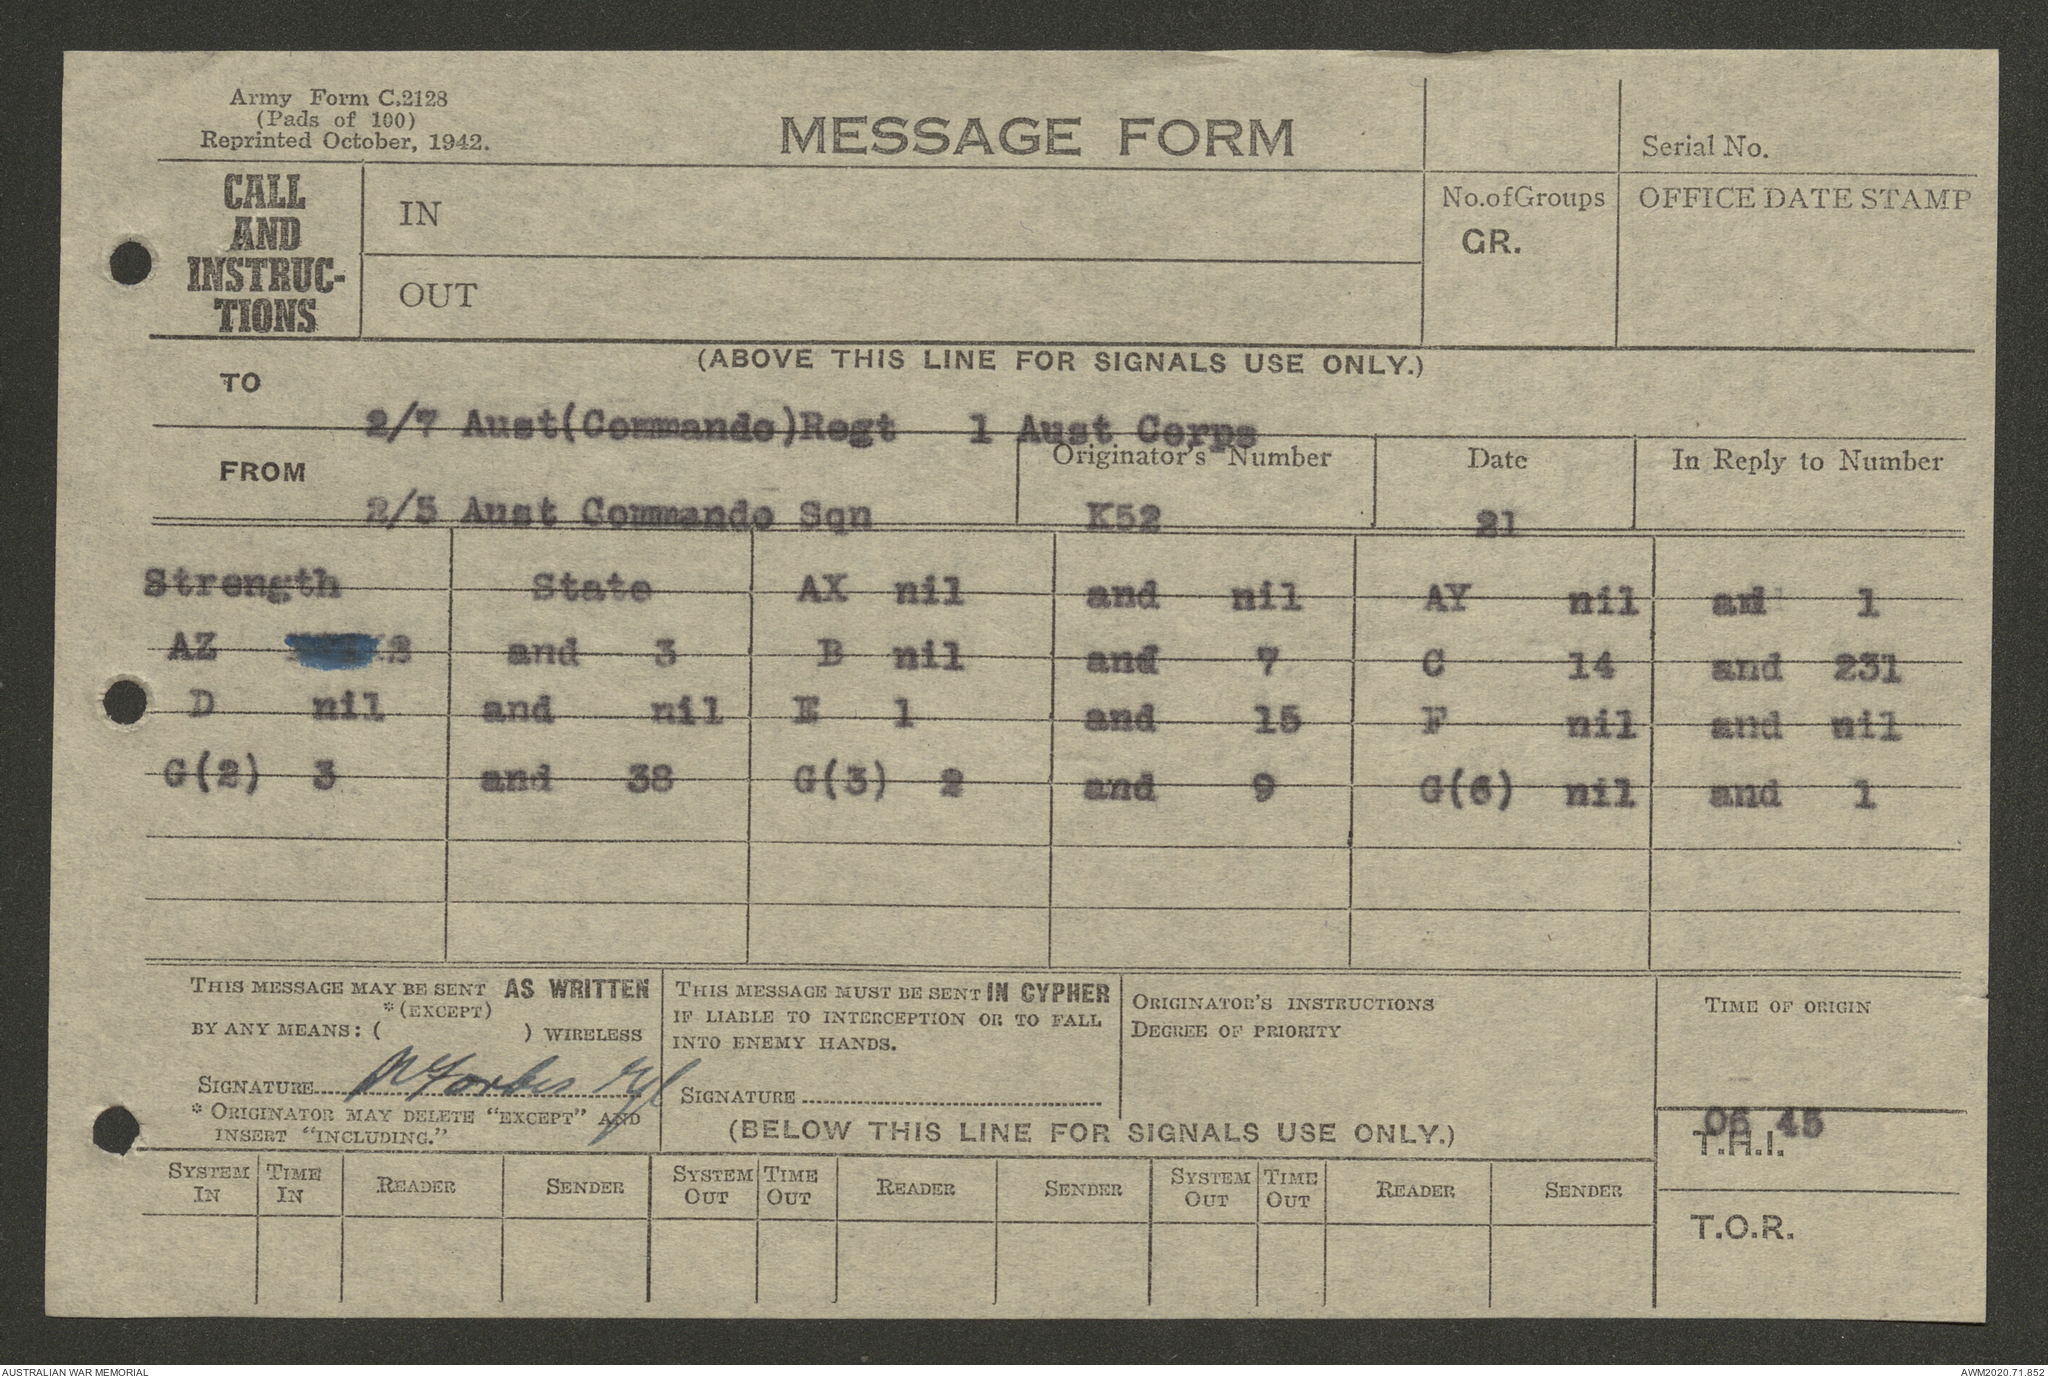 Army Form C.2128
(Pads of 100)
Reprinted October, 1942.
MESSAGE FORM
Serial No.
CALL
AND
INSTRUC-
TIONS
IN
OUT
No.ofGroups
GR.
OFFICE DATE STAMP
(ABOVE THIS LINE FOR SIGNALS USE ONLY.)
TO
2/7 Aust(Commando)Regt 1 Aust Corps
FROM
2/5 Aust Commando Sqn
Originator's Number
K52
Date
21
In Reply to Number
Strength State AX nil and nil AY nil and 1
AZ 2 and 3 B nil and 7 C 14 and 231
D nil and nil E 1 and 15 F nil and nil
G(2) 3 and 38 G(3) 2 and 9 G(6) nil and 1
THIS MESSAGE MAY BE SENT AS WRITTEN
*(EXCEPT)
BY ANY MEANS: ( ) WIRELESS
SIGNATURE
* ORIGINATOR MAY DELETE "EXCEPT" AND
INSERT "INCLUDING."
THIS MESSAGE MUST BE SENT IN CYPHER
IF LIABLE TO INTERCEPTION OR TO FALL
INTO ENEMY HANDS.
SIGNATURE
ORIGINATOR'S INSTRUCTIONS
DEGREE OF PRIORITY
TIME OF ORIGIN
06 45
T.H.I.
T.O.R.
(BELOW THIS LINE FOR SIGNALS USE ONLY.)
SYSTEM IN TIME IN READER SENDER SYSTEM OUT TIME OUT READER SENDER SYSTEM OUT TIME OUT READER SENDER
AUSTRALIAN WAR MEMORIAL
AWM2020.71.852